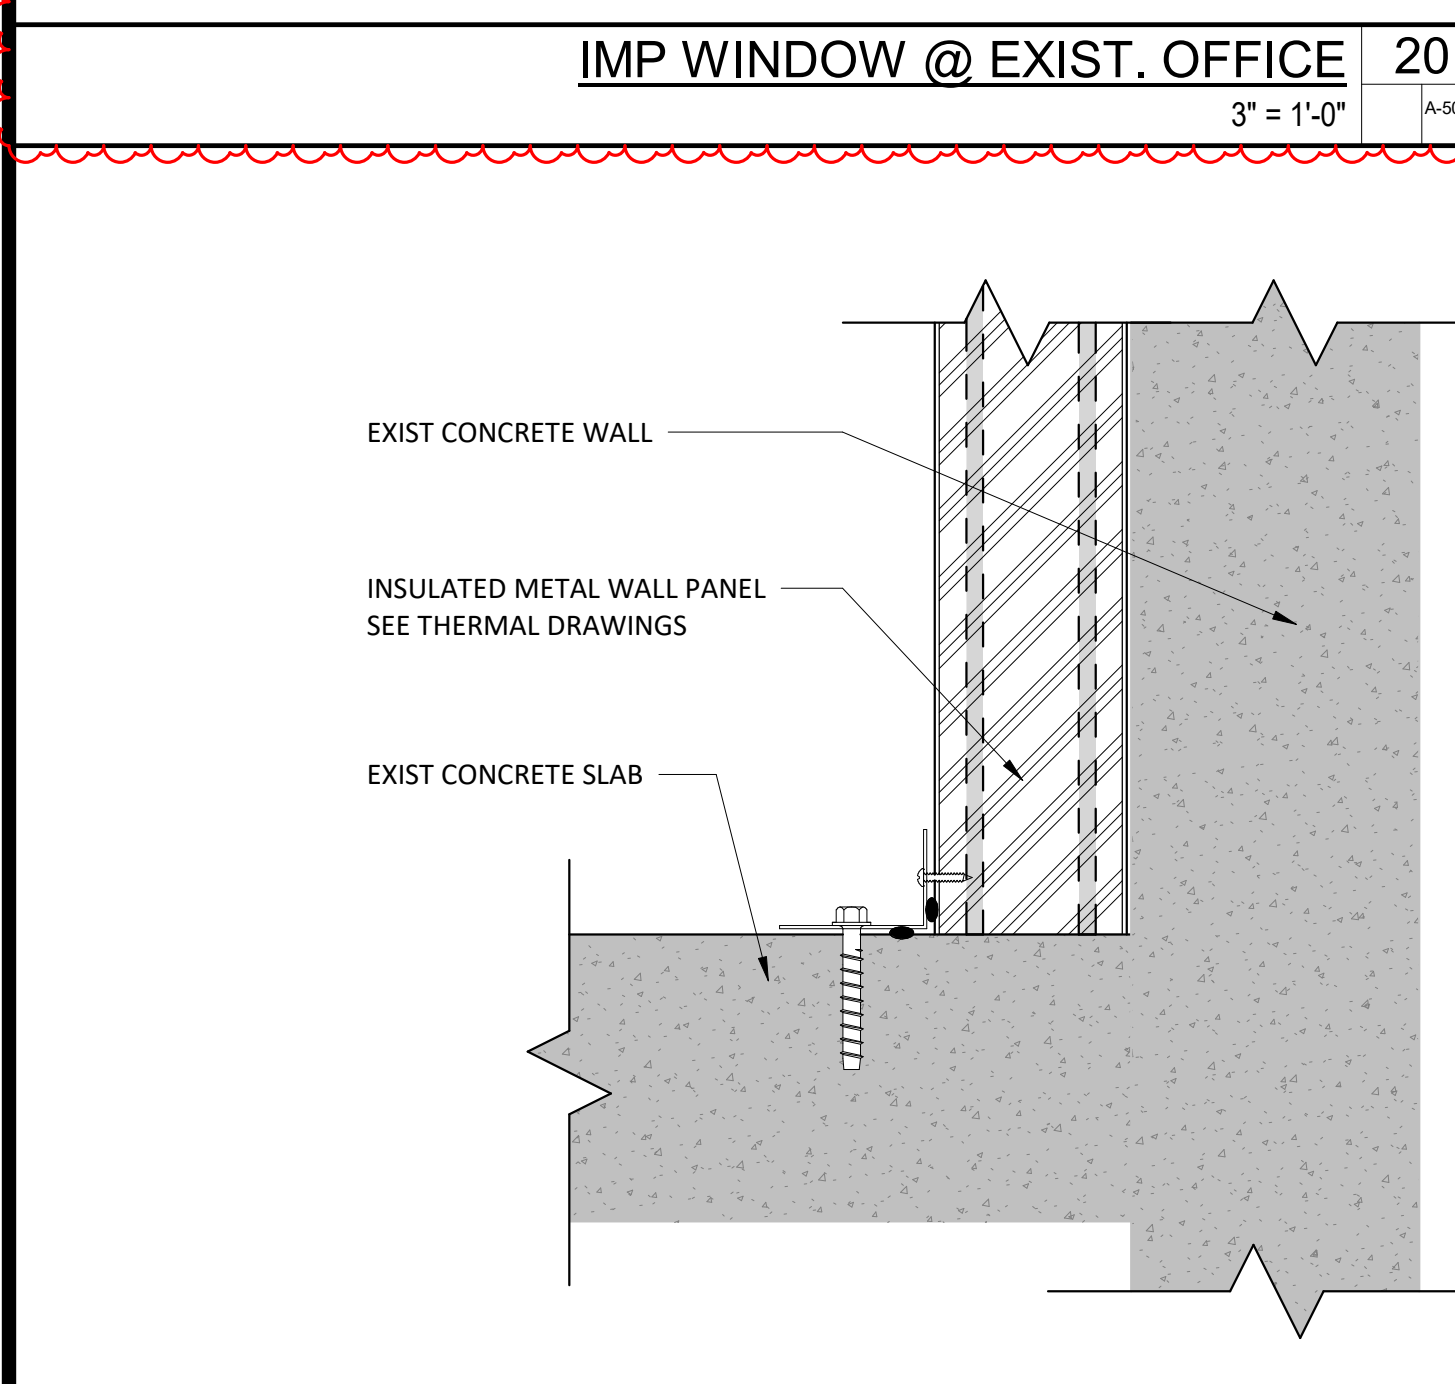 IMP WINDOW @ EXIST. OFFICE 20
3" = 1'-0"
EXIST CONCRETE WALL
INSULATED METAL WALL PANEL
SEE THERMAL DRAWINGS
EXIST CONCRETE SLAB